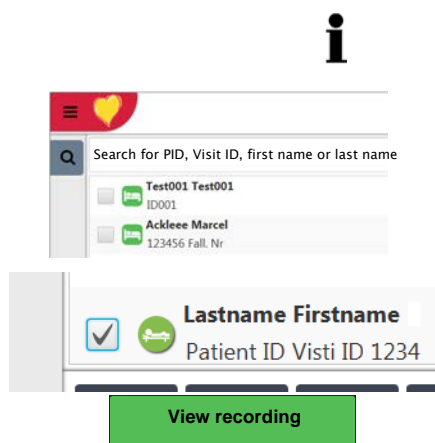 i
Search for PID, Visit ID, first name or last name
Test001 Test001
ID001
Ackleee Marcel
123456 Fall. Nr
Lastname Firstname
Patient ID Visti ID 1234
View recording